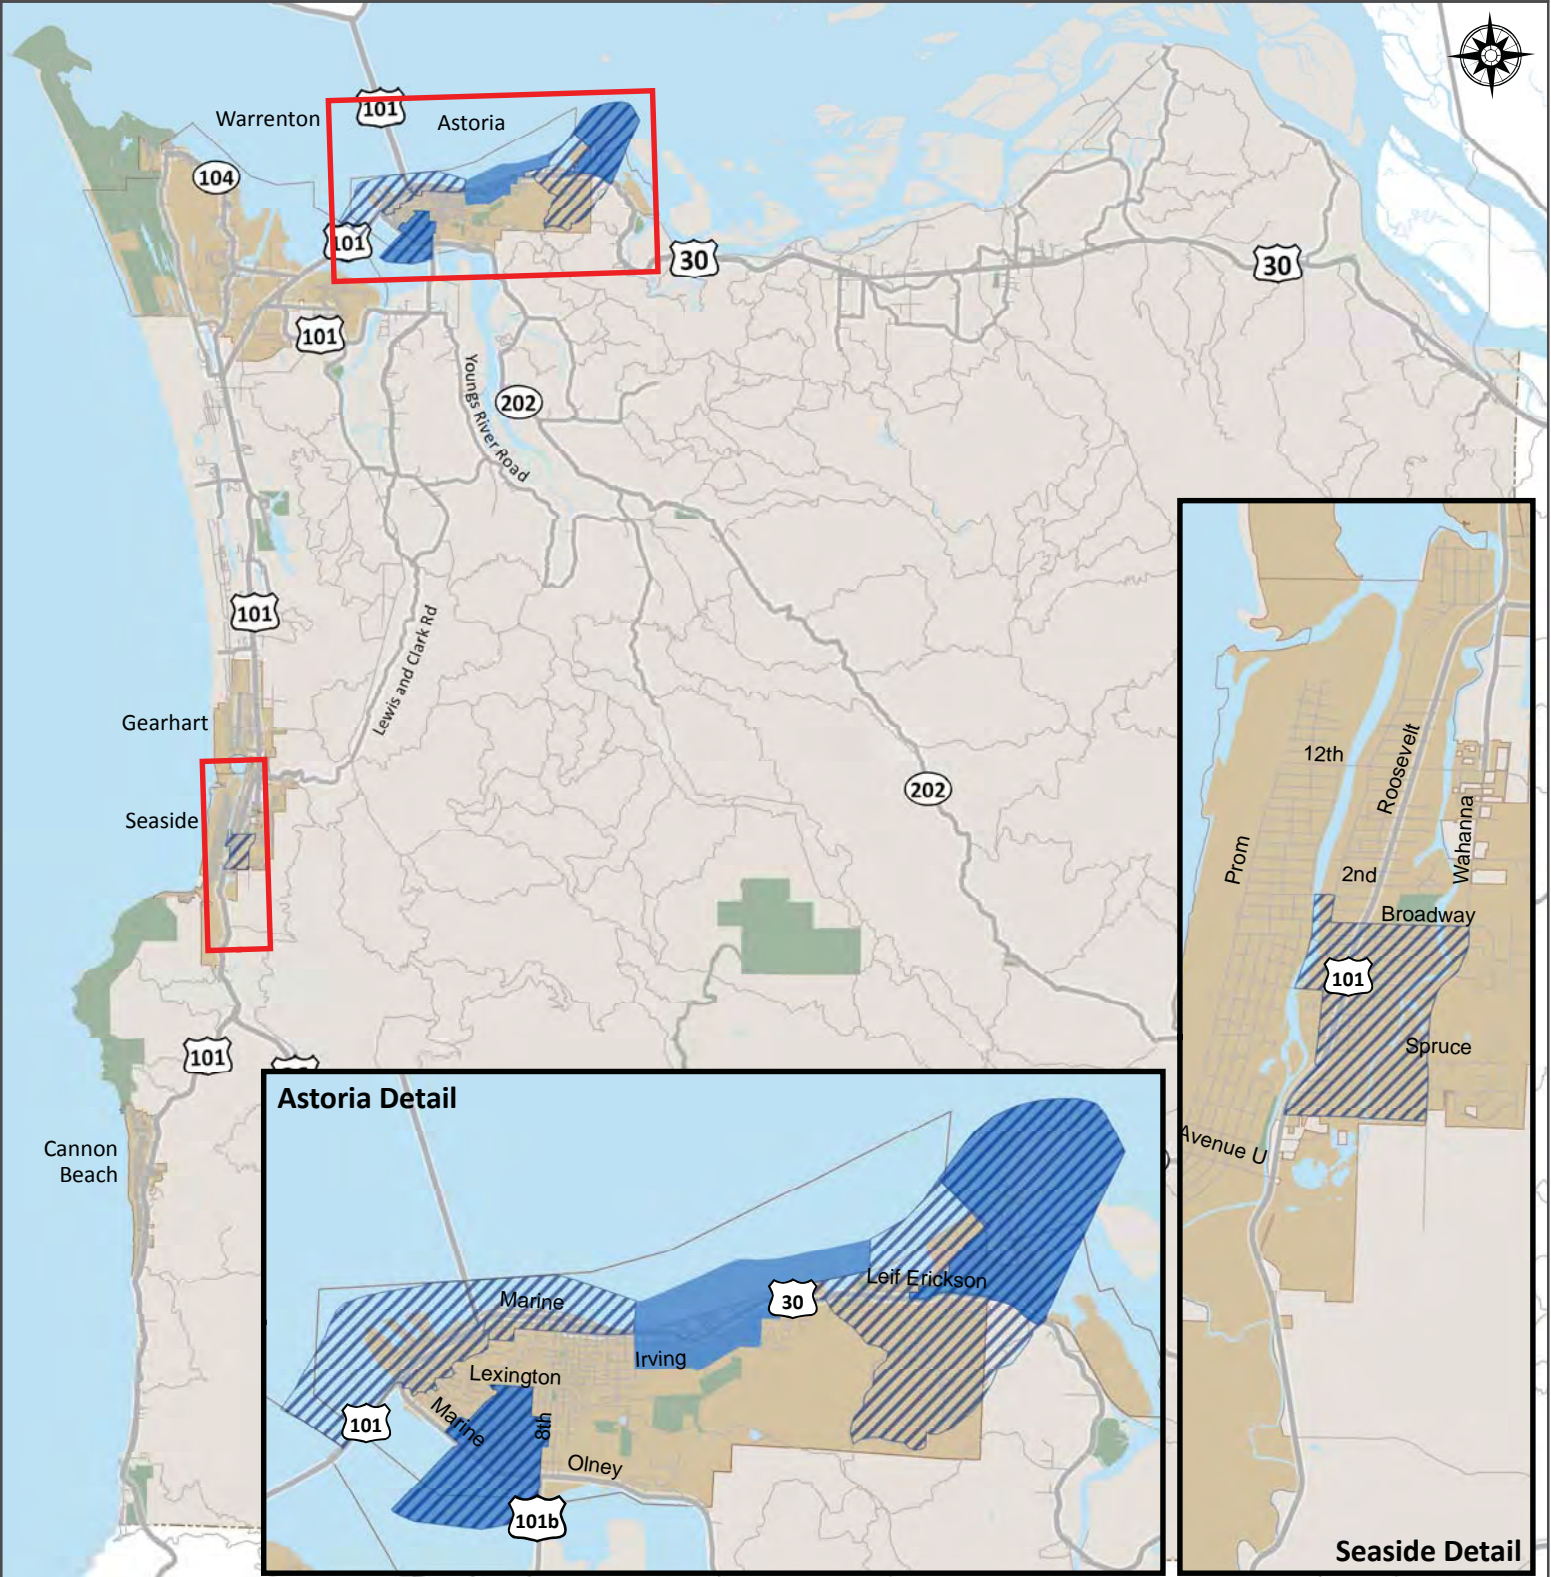 101
Warrenton
Astoria
104
101
30
30
101
Youngs River Road
202
101
Lewis and Clark Rd
Gearhart
202
Seaside
101
Cannon
Beach
Astoria Detail
Marine
Leif Erickson
30
Irving
Lexington
Marine
101
8th
Olney
101b
12th
Roosevelt
Prom
2nd
Wahanna
Broadway
101
Spruce
Avenue U
Seaside Detail